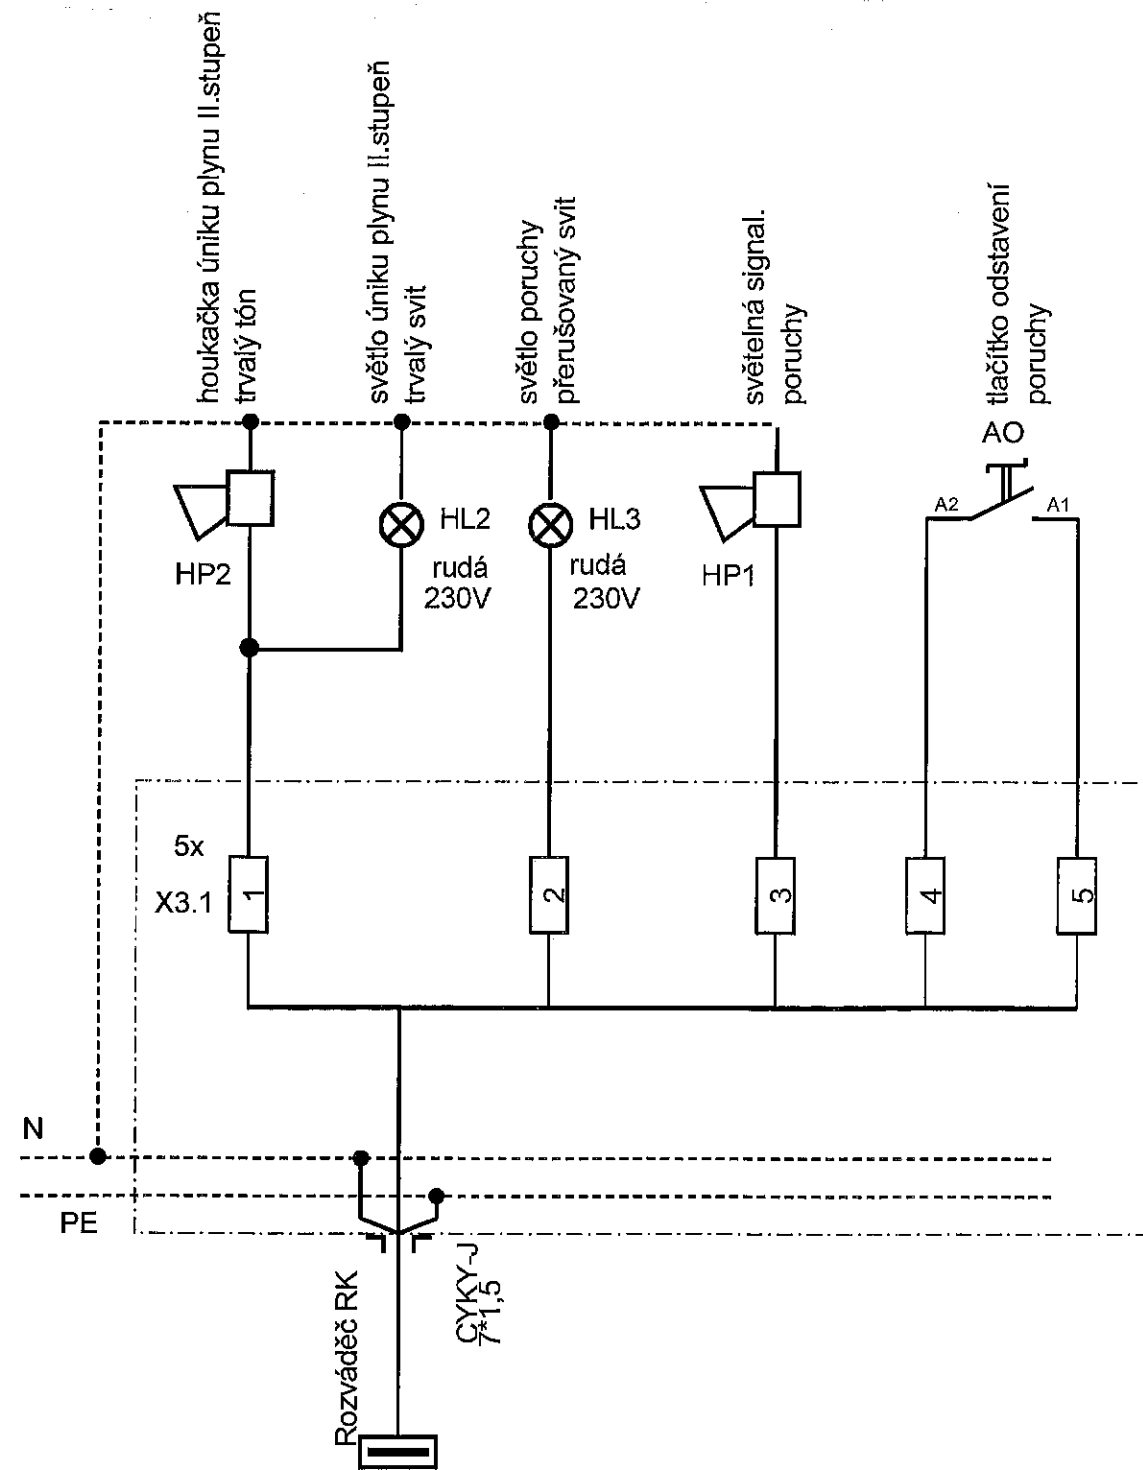 houkačka úniku plynu II.stupeň
trvalý tón
světlo úniku plynu II.stupeň
trvalý svit
světlo poruchy
přerušovaný svit
světelná signal.
poruchy
tlačítko odstavení
poruchy
AO
A2
A1
HP2
HL2
rudá
230V
HL3
rudá
230V
HP1
5x
X3.1
1
2
3
4
5
N
PE
Rozváděč RK
CYKY-J
7*1,5